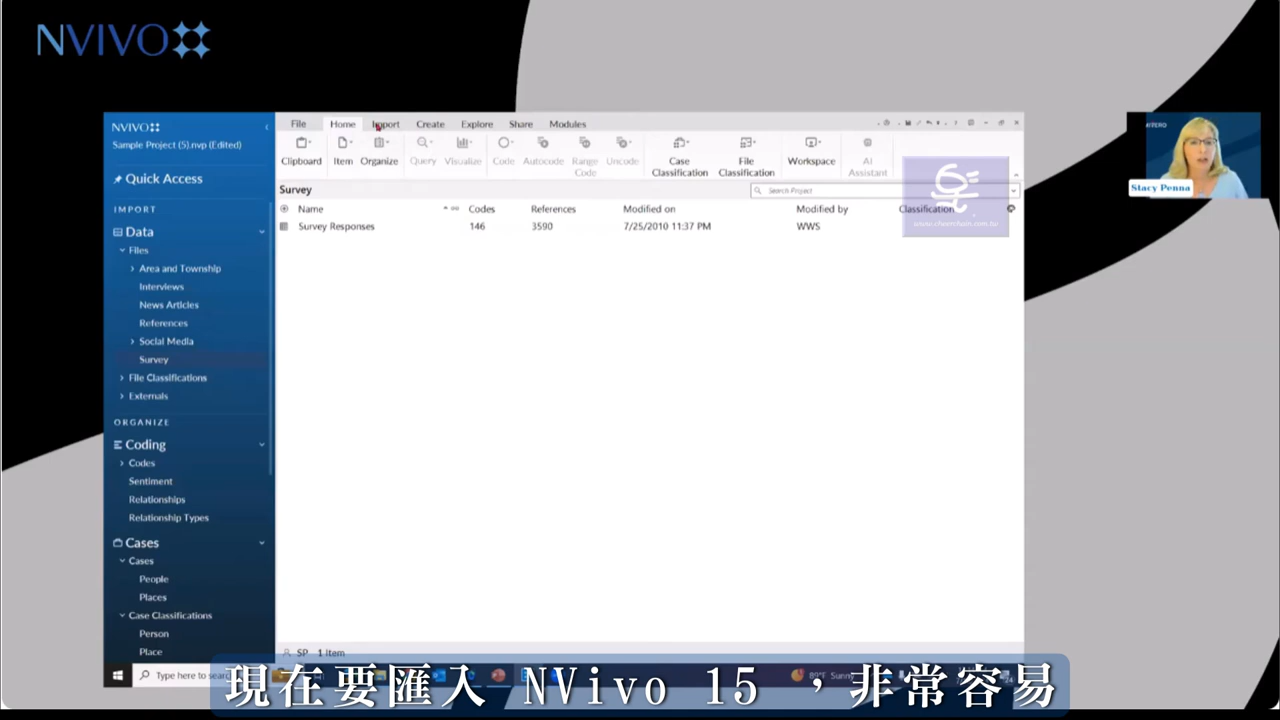 NVIVO
NVIVO
Sample Project (5).nvp (Edited)
Quick Access
IMPORT
Data
Files
Area and Township
Interviews
News Articles
References
Social Media
Survey
File Classifications
Externals
ORGANIZE
Coding
Codes
Sentiment
Relationships
Relationship Types
Cases
Cases
People
Places
Case Classifications
Person
Place
File Home Import Create Explore Share Modules
Clipboard Item Organize Query Visualize Code Autocode Range Code Uncode Case Classification File Classification Workspace AI Assistant
Survey
Search Project
Name Codes References Modified on Modified by Classification
Survey Responses 146 3590 7/25/2010 11:37 PM WWS
SP 1 Item
Stacy Penna
Type here to search
89°F Sunny
現在要匯入 NVivo 15 ，非常容易